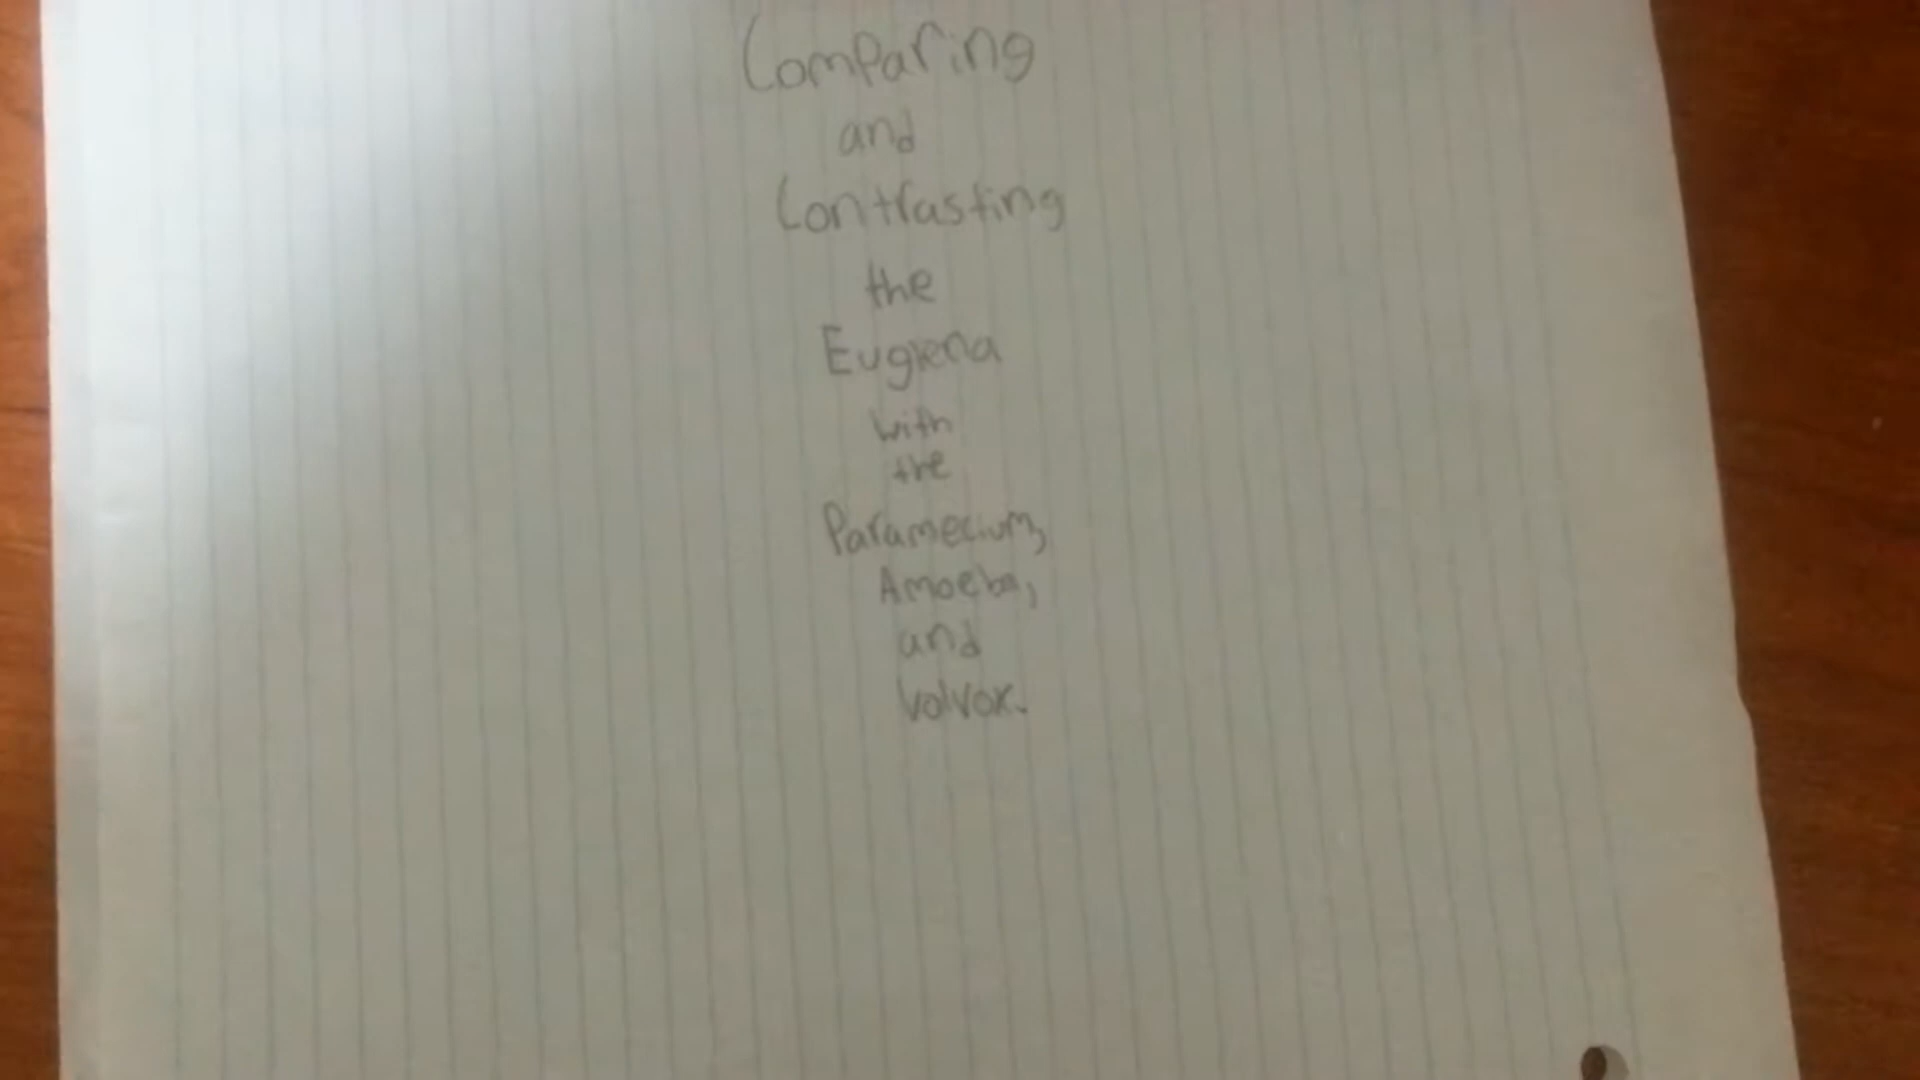 Comparing
and
Contrasting
the
Euglena
with
the
Paramecium,
Amoeba,
and
Volvox.